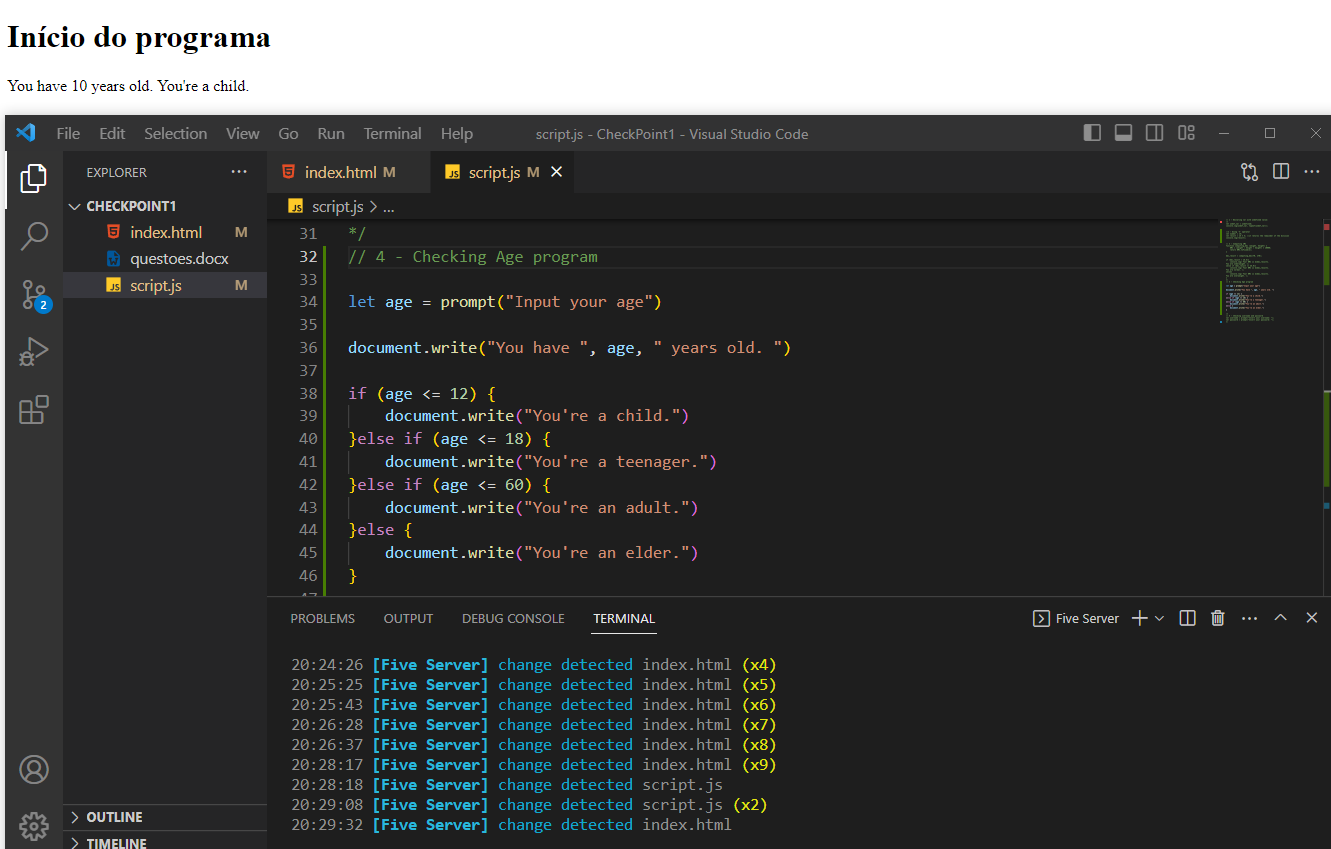 Início do programa
You have 10 years old. You're a child.
File Edit Selection View Go Run Terminal Help script.js - CheckPoint1 - Visual Studio Code
EXPLORER ... index.html M script.js M
CHECKPOINT1 script.js > ...
index.html M
questoes.docx
script.js M
2
31 */
32 // 4 - Checking Age program
33
34 let age = prompt("Input your age")
35
36 document.write("You have ", age, " years old. ")
37
38 if (age <= 12) {
39 document.write("You're a child.")
40 }else if (age <= 18) {
41 document.write("You're a teenager.")
42 }else if (age <= 60) {
43 document.write("You're an adult.")
44 }else {
45 document.write("You're an elder.")
46 }
PROBLEMS OUTPUT DEBUG CONSOLE TERMINAL Five Server
20:24:26 [Five Server] change detected index.html (x4)
20:25:25 [Five Server] change detected index.html (x5)
20:25:43 [Five Server] change detected index.html (x6)
20:26:28 [Five Server] change detected index.html (x7)
20:26:37 [Five Server] change detected index.html (x8)
20:28:17 [Five Server] change detected index.html (x9)
20:28:18 [Five Server] change detected script.js
20:29:08 [Five Server] change detected script.js (x2)
20:29:32 [Five Server] change detected index.html
OUTLINE
TIMELINE